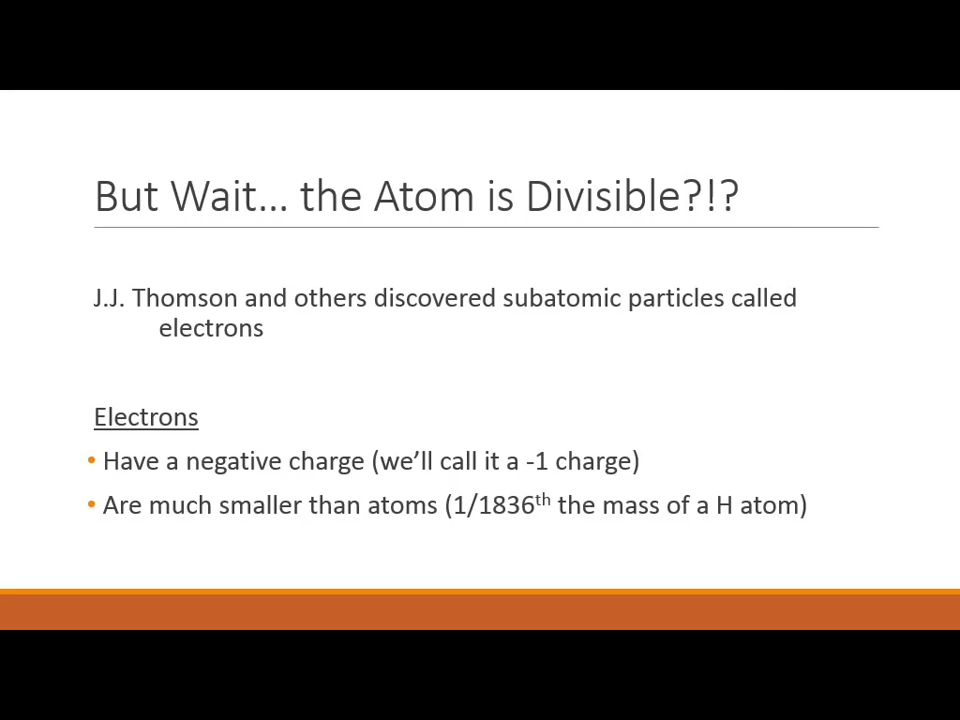 But Wait… the Atom is Divisible?!?
J.J. Thomson and others discovered subatomic particles called
electrons
Electrons
• Have a negative charge (we’ll call it a -1 charge)
• Are much smaller than atoms (1/1836th the mass of a H atom)